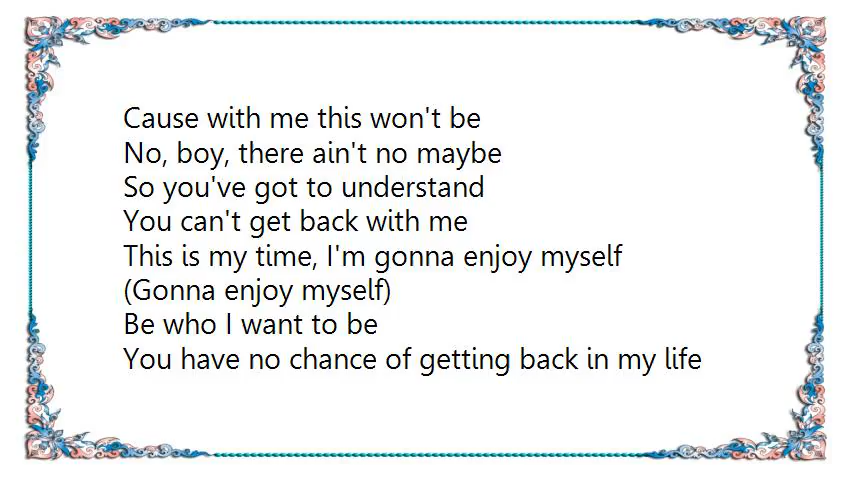 Cause with me this won't be
No, boy, there ain't no maybe
So you've got to understand
You can't get back with me
This is my time, I'm gonna enjoy myself
(Gonna enjoy myself)
Be who I want to be
You have no chance of getting back in my life